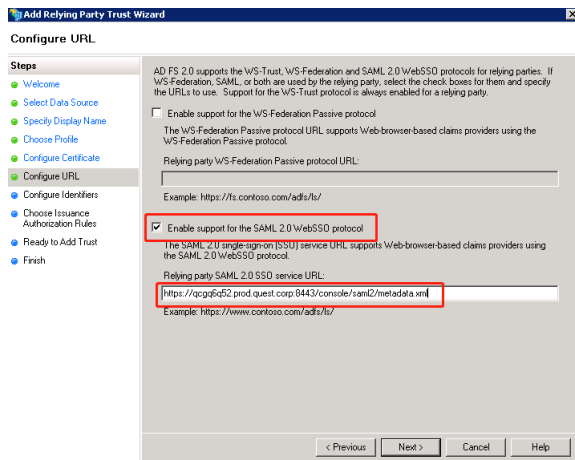 Add Relying Party Trust Wizard
Configure URL
Steps
Welcome
Select Data Source
Specify Display Name
Choose Profile
Configure Certificate
Configure URL
Configure Identifiers
Choose Issuance
Authorization Rules
Ready to Add Trust
Finish
AD FS 2.0 supports the WS-Trust, WS-Federation and SAML 2.0 WebSSO protocols for relying parties. If
WS-Federation, SAML, or both are used by the relying party, select the check boxes for them and specify
the URLs to use. Support for the WS-Trust protocol is always enabled for a relying party.
Enable support for the WS-Federation Passive protocol
The WS-Federation Passive protocol URL supports Web-browser-based claims providers using the
WS-Federation Passive protocol.
Relying party WS-Federation Passive protocol URL:
Example: https://fs.contoso.com/adfs/ls/
Enable support for the SAML 2.0 WebSSO protocol
The SAML 2.0 single-sign-on (SSO) service URL supports Web-browser-based claims providers using
the SAML 2.0 WebSSO protocol.
Relying party SAML 2.0 SSO service URL:
https://qcgq6q52.prod.quest.corp:8443/console/saml2/metadata.xml
Example: https://www.contoso.com/adfs/ls/
< Previous
Next >
Cancel
Help